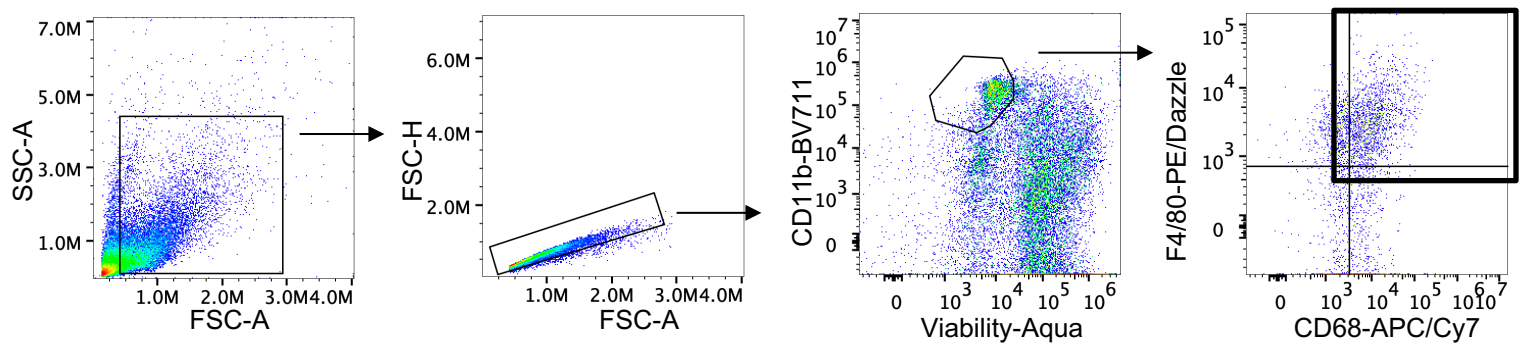 7.0M
5.0M
3.0M
1.0M
SSC-A
1.0M 2.0M 3.0M4.0M
FSC-A
6.0M
4.0M
2.0M
FSC-H
1.0M 2.0M 3.0M4.0M
FSC-A
10^7
10^6
10^5
10^4
10^3
0
CD11b-BV711
0 10^3 10^4 10^5 10^6
Viability-Aqua
10^5
10^4
10^3
0
F4/80-PE/Dazzle
0 10^3 10^4 10^5 10^6 10^7
CD68-APC/Cy7